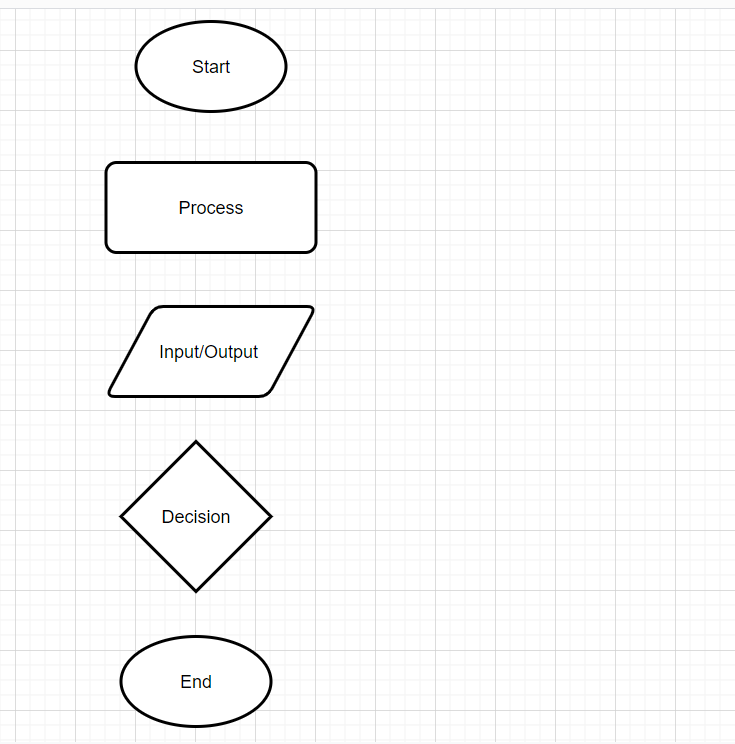 Start
Process
Input/Output
Decision
End